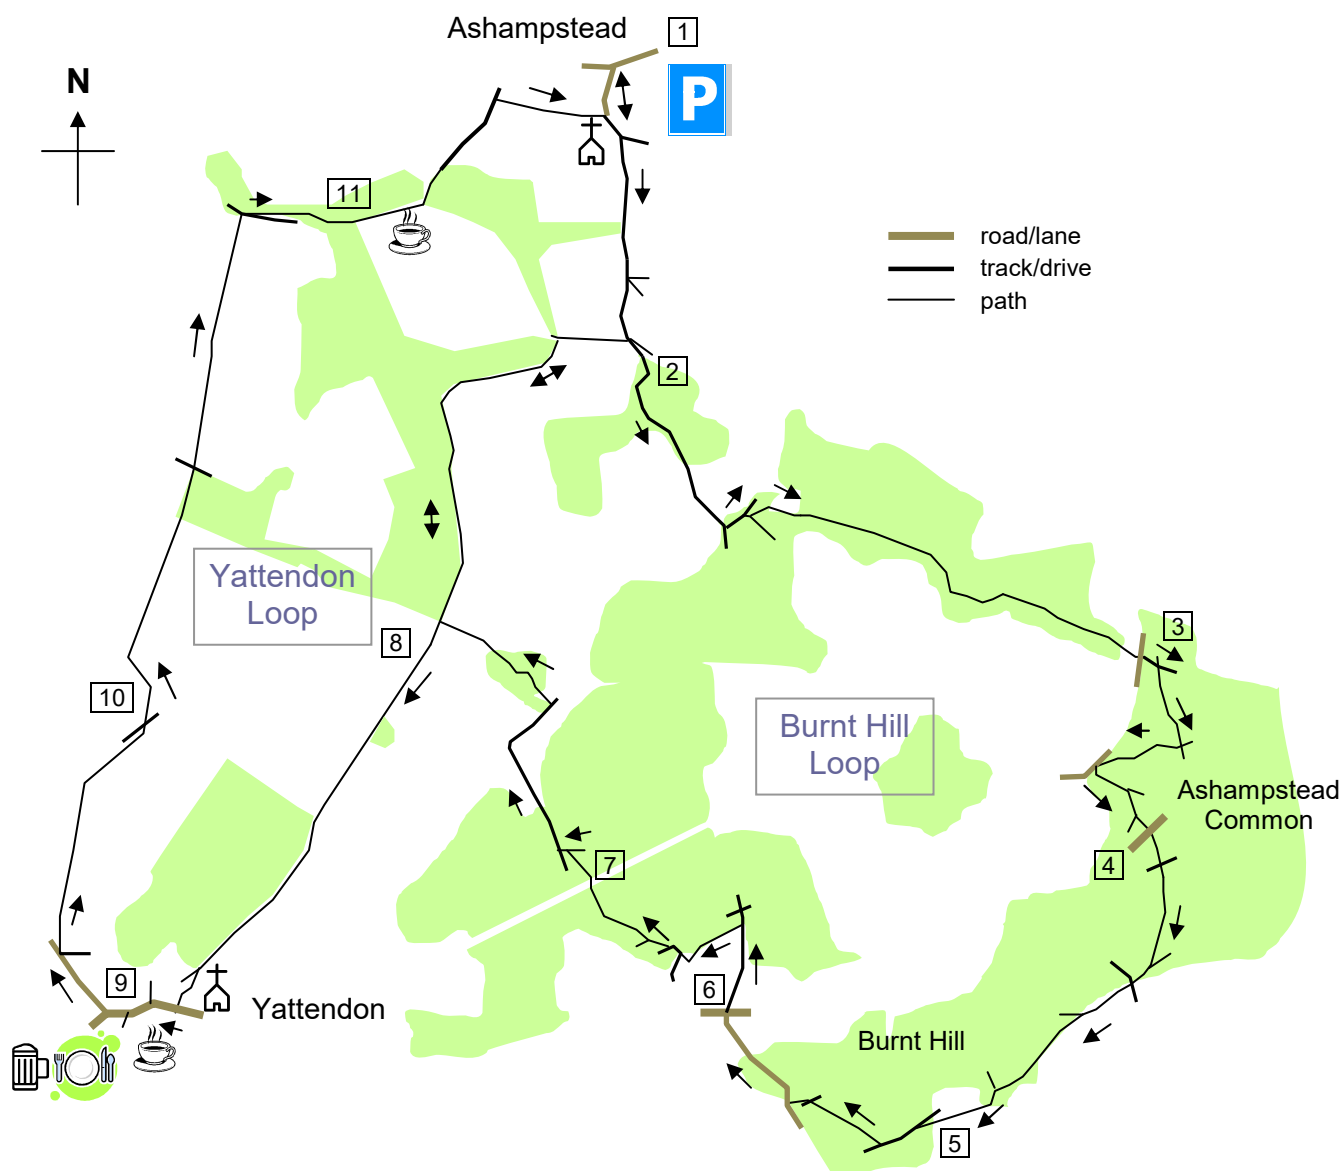 Ashampstead
1
N
P
11
road/lane
track/drive
path
2
Yattendon
Loop
8
3
10
Burnt Hill
Loop
Ashampstead
Common
7
4
9
6
Yattendon
Burnt Hill
5